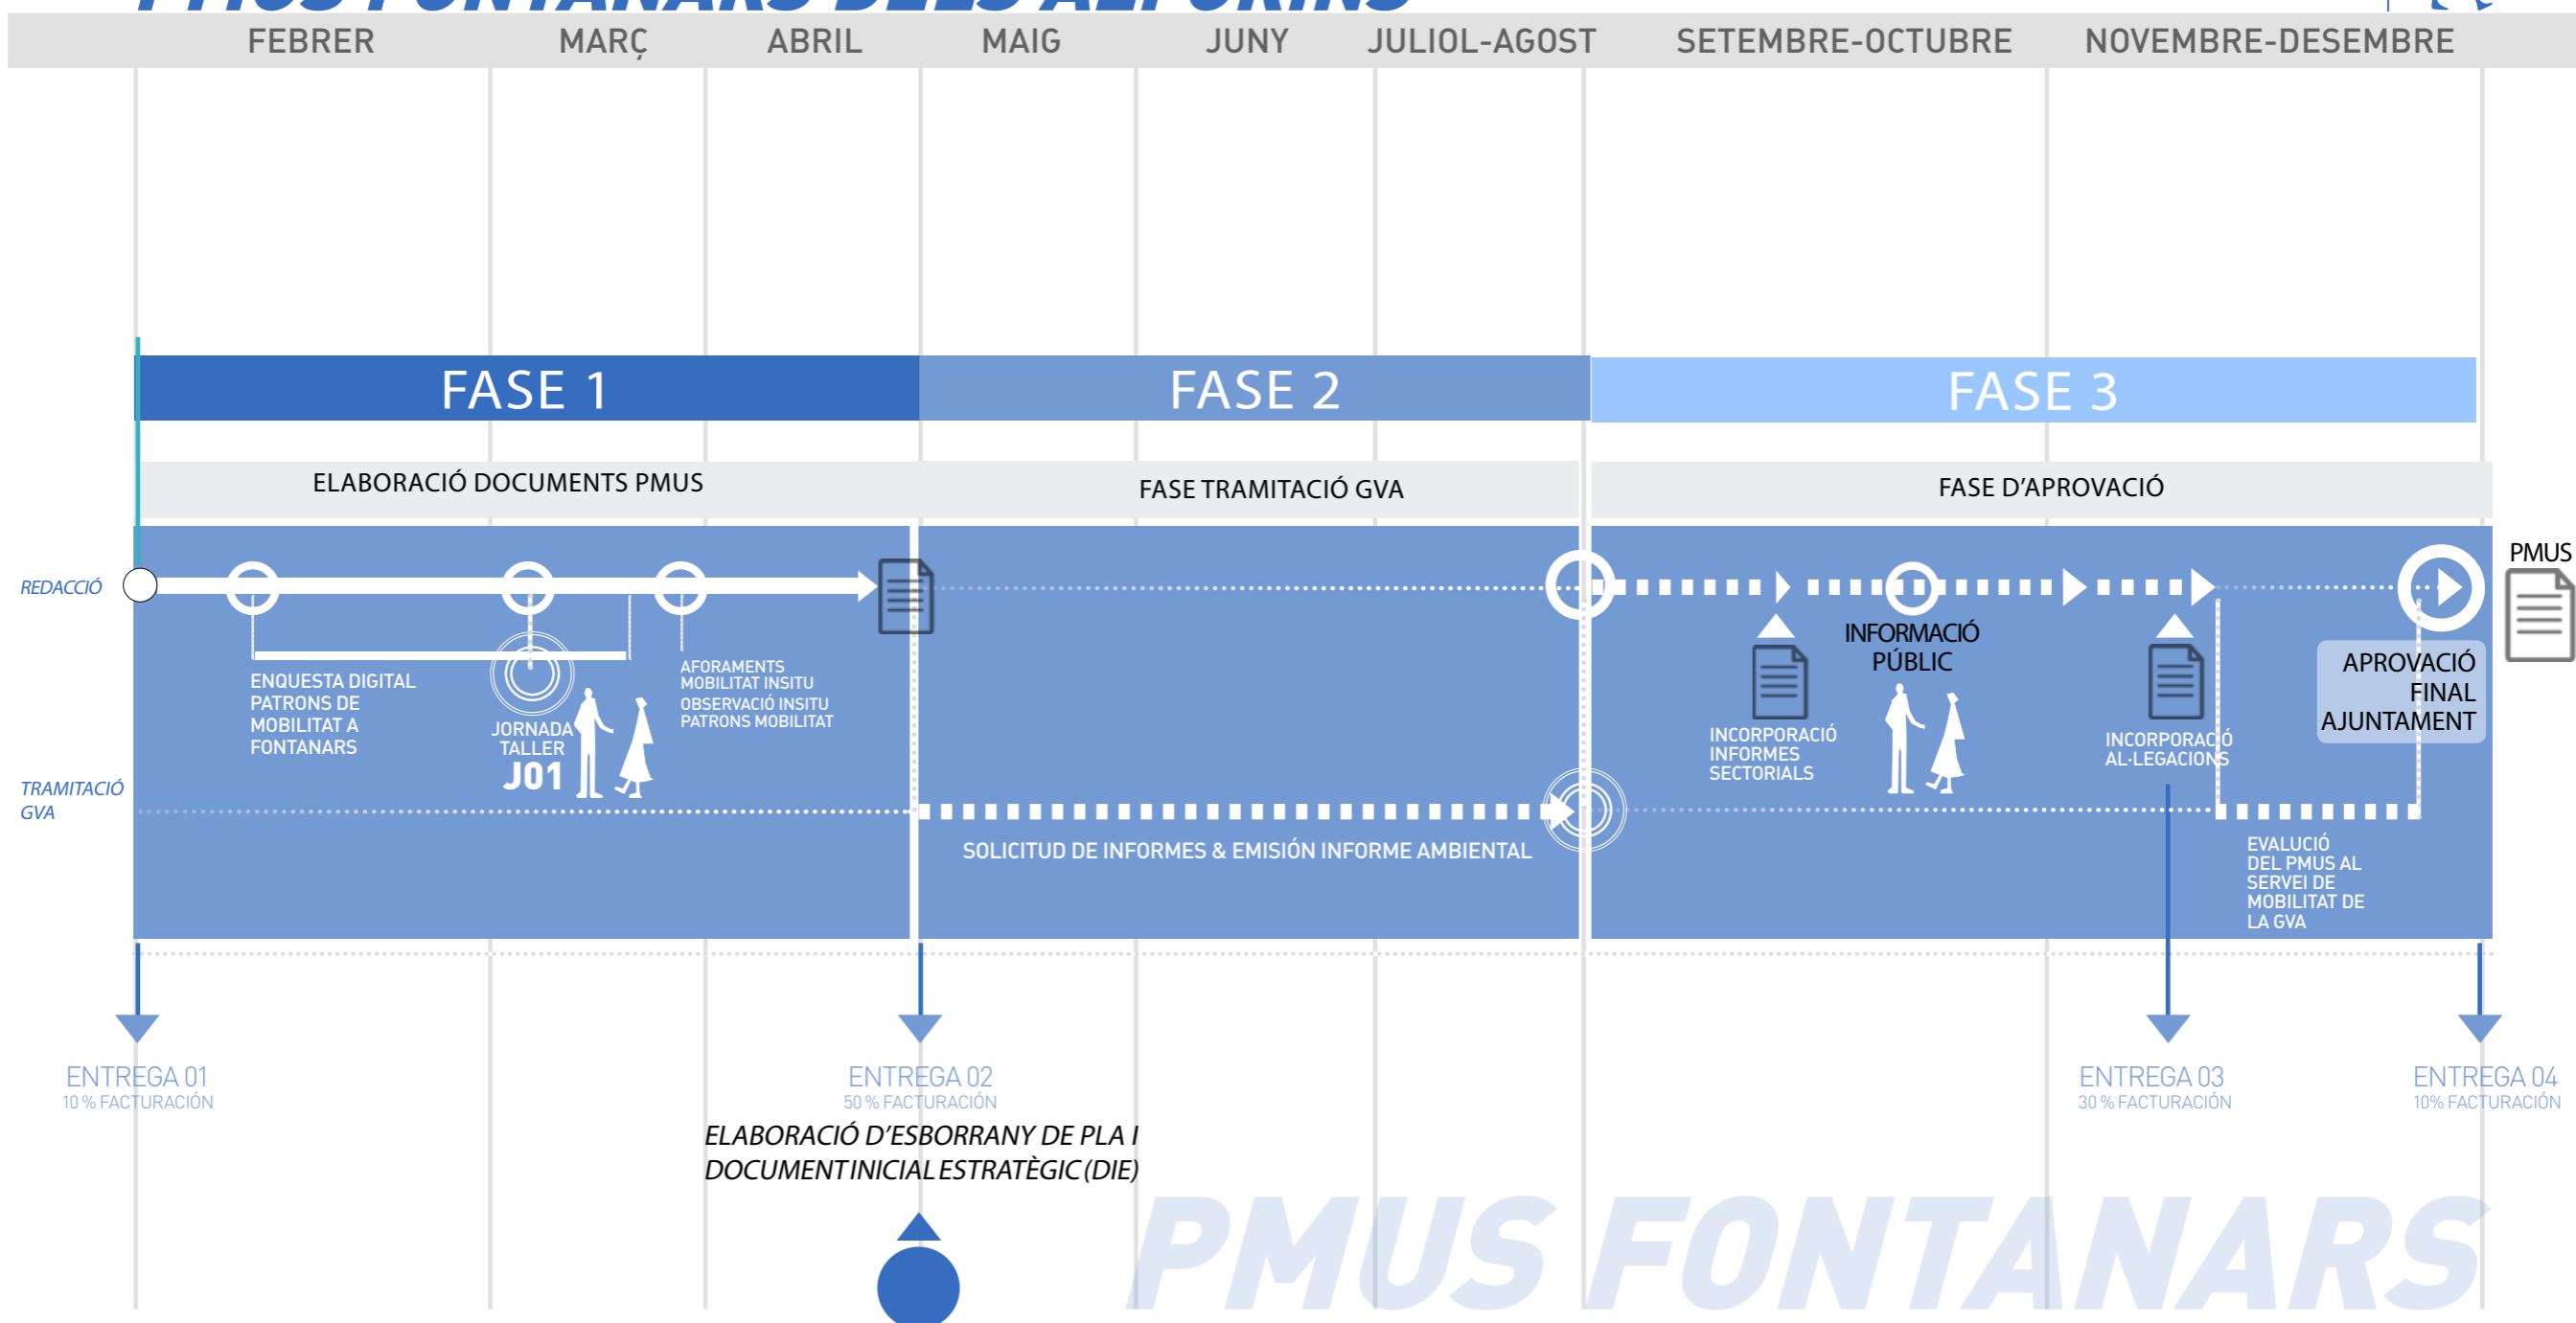 PMUS FONTANARS DELS ALFORINS
FEBRER
MARÇ
ABRIL
MAIG
JUNY
JULIOL-AGOST
SETEMBRE-OCTUBRE
NOVEMBRE-DESEMBRE
FASE 1
FASE 2
FASE 3
ELABORACIÓ DOCUMENTS PMUS
FASE TRAMITACIÓ GVA
FASE D'APROVACIÓ
REDACCIÓ
PMUS
ENQUESTA DIGITAL
PATRONS DE
MOBILITAT A
FONTANARS
JORNADA
TALLER
J01
AFORAMENTS
MOBILITAT INSITU
OBSERVACIÓ INSITU
PATRONS MOBILITAT
INCORPORACIÓ
INFORMES
SECTORIALS
INFORMACIÓ
PÚBLIC
INCORPORACIÓ
AL·LEGACIONS
APROVACIÓ
FINAL
AJUNTAMENT
TRAMITACIÓ
GVA
SOLICITUD DE INFORMES & EMISIÓN INFORME AMBIENTAL
EVALUCIÓ
DEL PMUS AL
SERVEI DE
MOBILITAT DE
LA GVA
ENTREGA 01
10 % FACTURACIÓN
ENTREGA 02
50 % FACTURACIÓN
ENTREGA 03
30 % FACTURACIÓN
ENTREGA 04
10% FACTURACIÓN
ELABORACIÓ D'ESBORRANY DE PLA I
DOCUMENT INICIAL ESTRATÈGIC (DIE)
PMUS FONTANARS